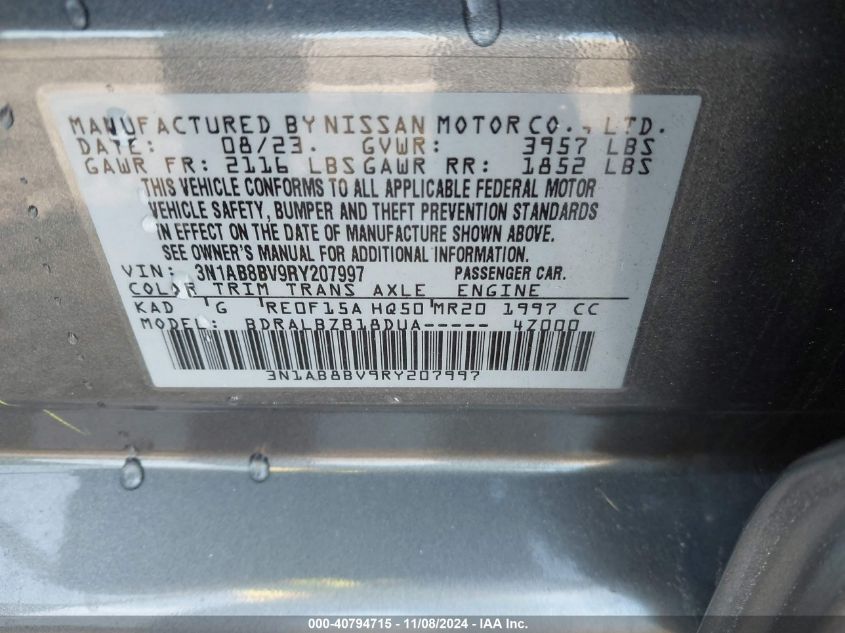 MANUFACTURED BY NISSAN MOTOR CO., LTD.
DATE: 08/23. GVWR: 3957 LBS
GAWR FR: 2116 LBS GAWR RR: 1852 LBS
THIS VEHICLE CONFORMS TO ALL APPLICABLE FEDERAL MOTOR
VEHICLE SAFETY, BUMPER AND THEFT PREVENTION STANDARDS
IN EFFECT ON THE DATE OF MANUFACTURE SHOWN ABOVE.
SEE OWNER'S MANUAL FOR ADDITIONAL INFORMATION.
VIN: 3N1AB8BV9RY207997 PASSENGER CAR.
COLOR TRIM TRANS AXLE ENGINE
KAD G RE0F15A HQ50 MR20 1997 CC
MODEL: BDRALBZB18DUA----- 4Z000
3N1AB8BV9RY207997
000-40794715 - 11/08/2024 - IAA Inc.